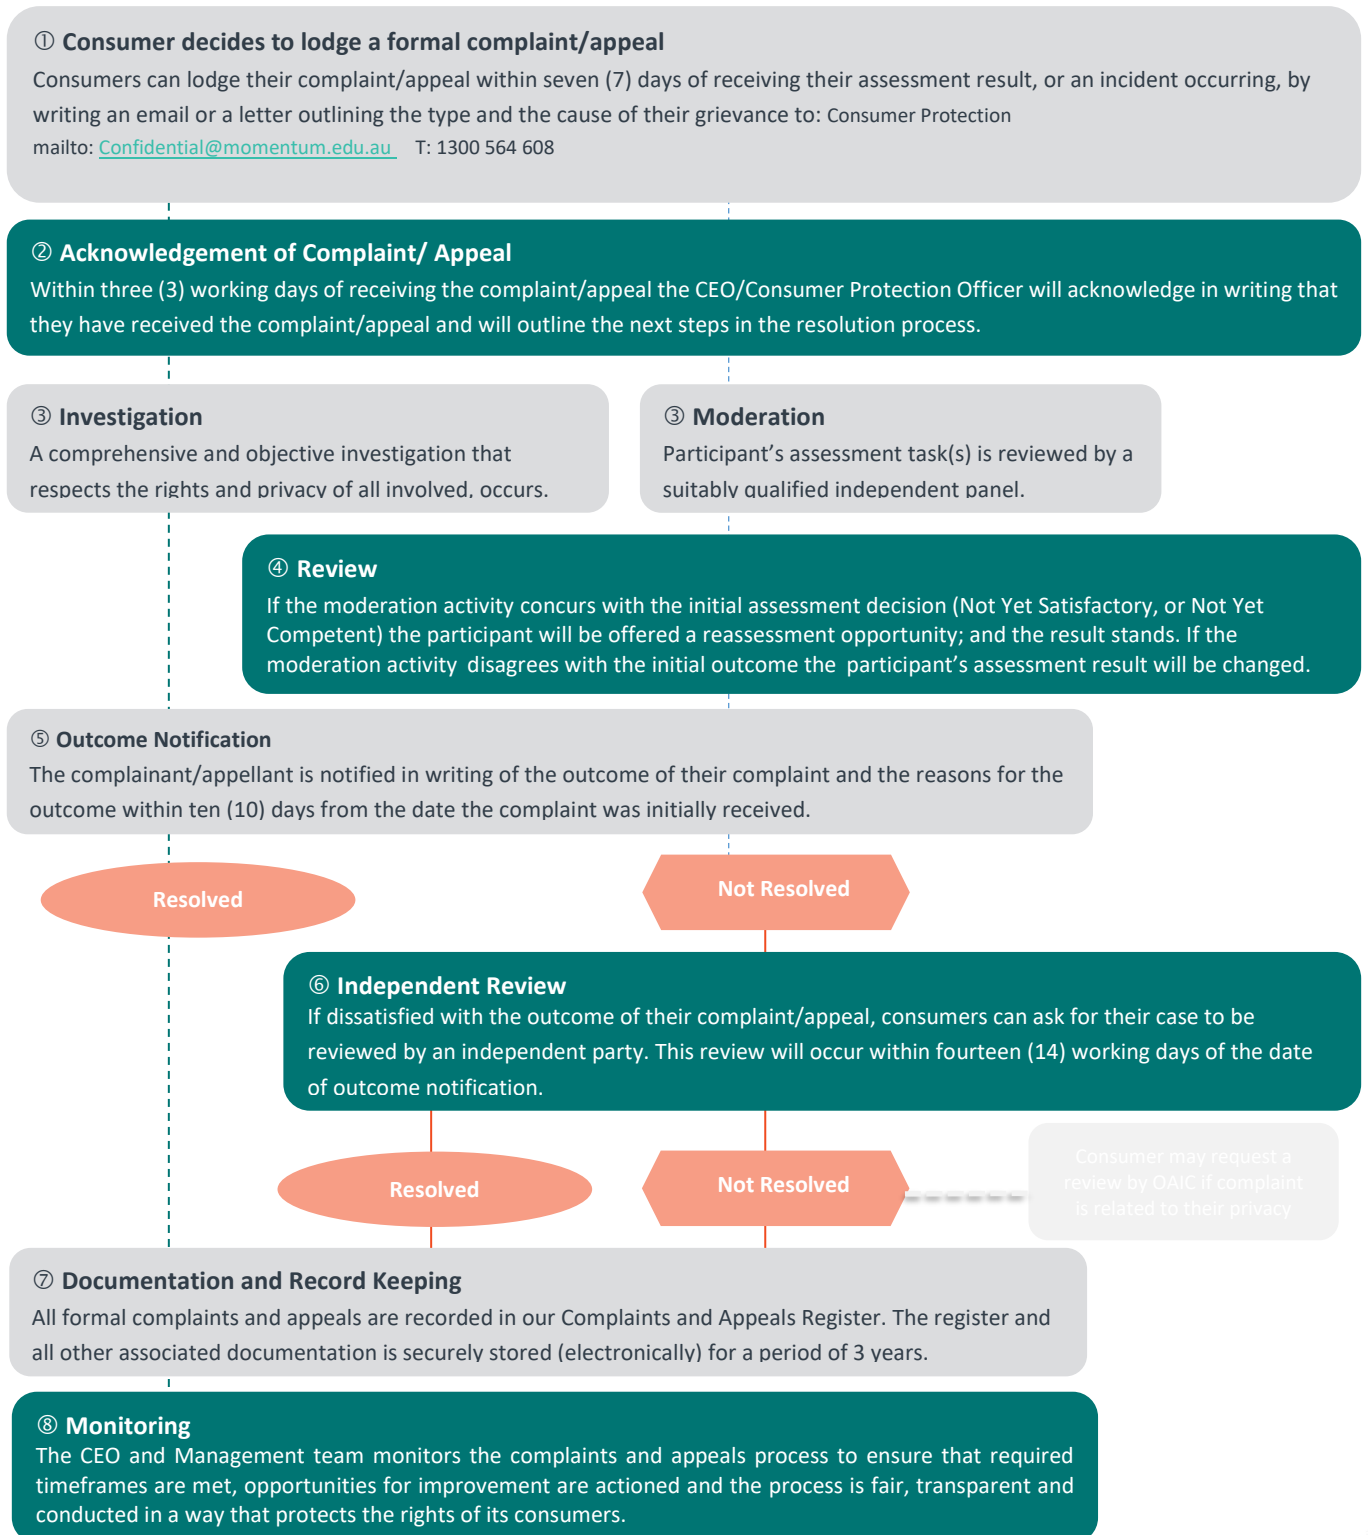 ① Consumer decides to lodge a formal complaint/appeal
Consumers can lodge their complaint/appeal within seven (7) days of receiving their assessment result, or an incident occurring, by
writing an email or a letter outlining the type and the cause of their grievance to: Consumer Protection
mailto: Confidential@momentum.edu.au T: 1300 564 608
② Acknowledgement of Complaint/ Appeal
Within three (3) working days of receiving the complaint/appeal the CEO/Consumer Protection Officer will acknowledge in writing that
they have received the complaint/appeal and will outline the next steps in the resolution process.
③ Investigation
A comprehensive and objective investigation that
respects the rights and privacy of all involved, occurs.
③ Moderation
Participant’s assessment task(s) is reviewed by a
suitably qualified independent panel.
④ Review
If the moderation activity concurs with the initial assessment decision (Not Yet Satisfactory, or Not Yet
Competent) the participant will be offered a reassessment opportunity; and the result stands. If the
moderation activity disagrees with the initial outcome the participant’s assessment result will be changed.
⑤ Outcome Notification
The complainant/appellant is notified in writing of the outcome of their complaint and the reasons for the
outcome within ten (10) days from the date the complaint was initially received.
Resolved
Not Resolved
⑥ Independent Review
If dissatisfied with the outcome of their complaint/appeal, consumers can ask for their case to be
reviewed by an independent party. This review will occur within fourteen (14) working days of the date
of outcome notification.
Resolved
Not Resolved
Consumer may request a
review by OAIC if complaint
is related to their privacy
⑦ Documentation and Record Keeping
All formal complaints and appeals are recorded in our Complaints and Appeals Register. The register and
all other associated documentation is securely stored (electronically) for a period of 3 years.
⑧ Monitoring
The CEO and Management team monitors the complaints and appeals process to ensure that required
timeframes are met, opportunities for improvement are actioned and the process is fair, transparent and
conducted in a way that protects the rights of its consumers.